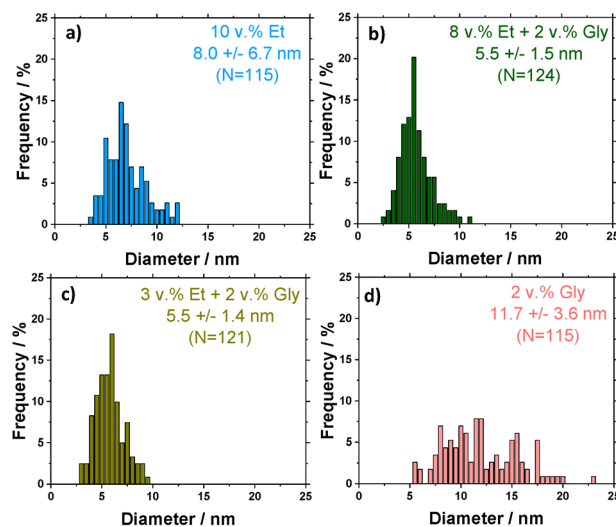 a)
10 v.% Et
8.0 +/- 6.7 nm
(N=115)
Frequency / %
25
20
15
10
5
0
0 5 10 15 20 25
Diameter / nm
b)
8 v.% Et + 2 v.% Gly
5.5 +/- 1.5 nm
(N=124)
Frequency / %
25
20
15
10
5
0
0 5 10 15 20 25
Diameter / nm
c)
3 v.% Et + 2 v.% Gly
5.5 +/- 1.4 nm
(N=121)
Frequency / %
25
20
15
10
5
0
0 5 10 15 20 25
Diameter / nm
d)
2 v.% Gly
11.7 +/- 3.6 nm
(N=115)
Frequency / %
25
20
15
10
5
0
0 5 10 15 20 25
Diameter / nm